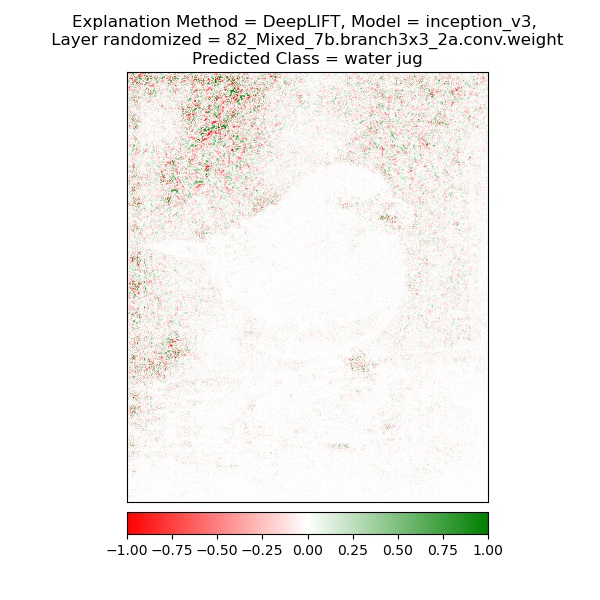 Explanation Method = DeepLIFT, Model = inception_v3,
Layer randomized = 82_Mixed_7b.branch3x3_2a.conv.weight
Predicted Class = water jug
−1.00 −0.75 −0.50 −0.25 0.00 0.25 0.50 0.75 1.00